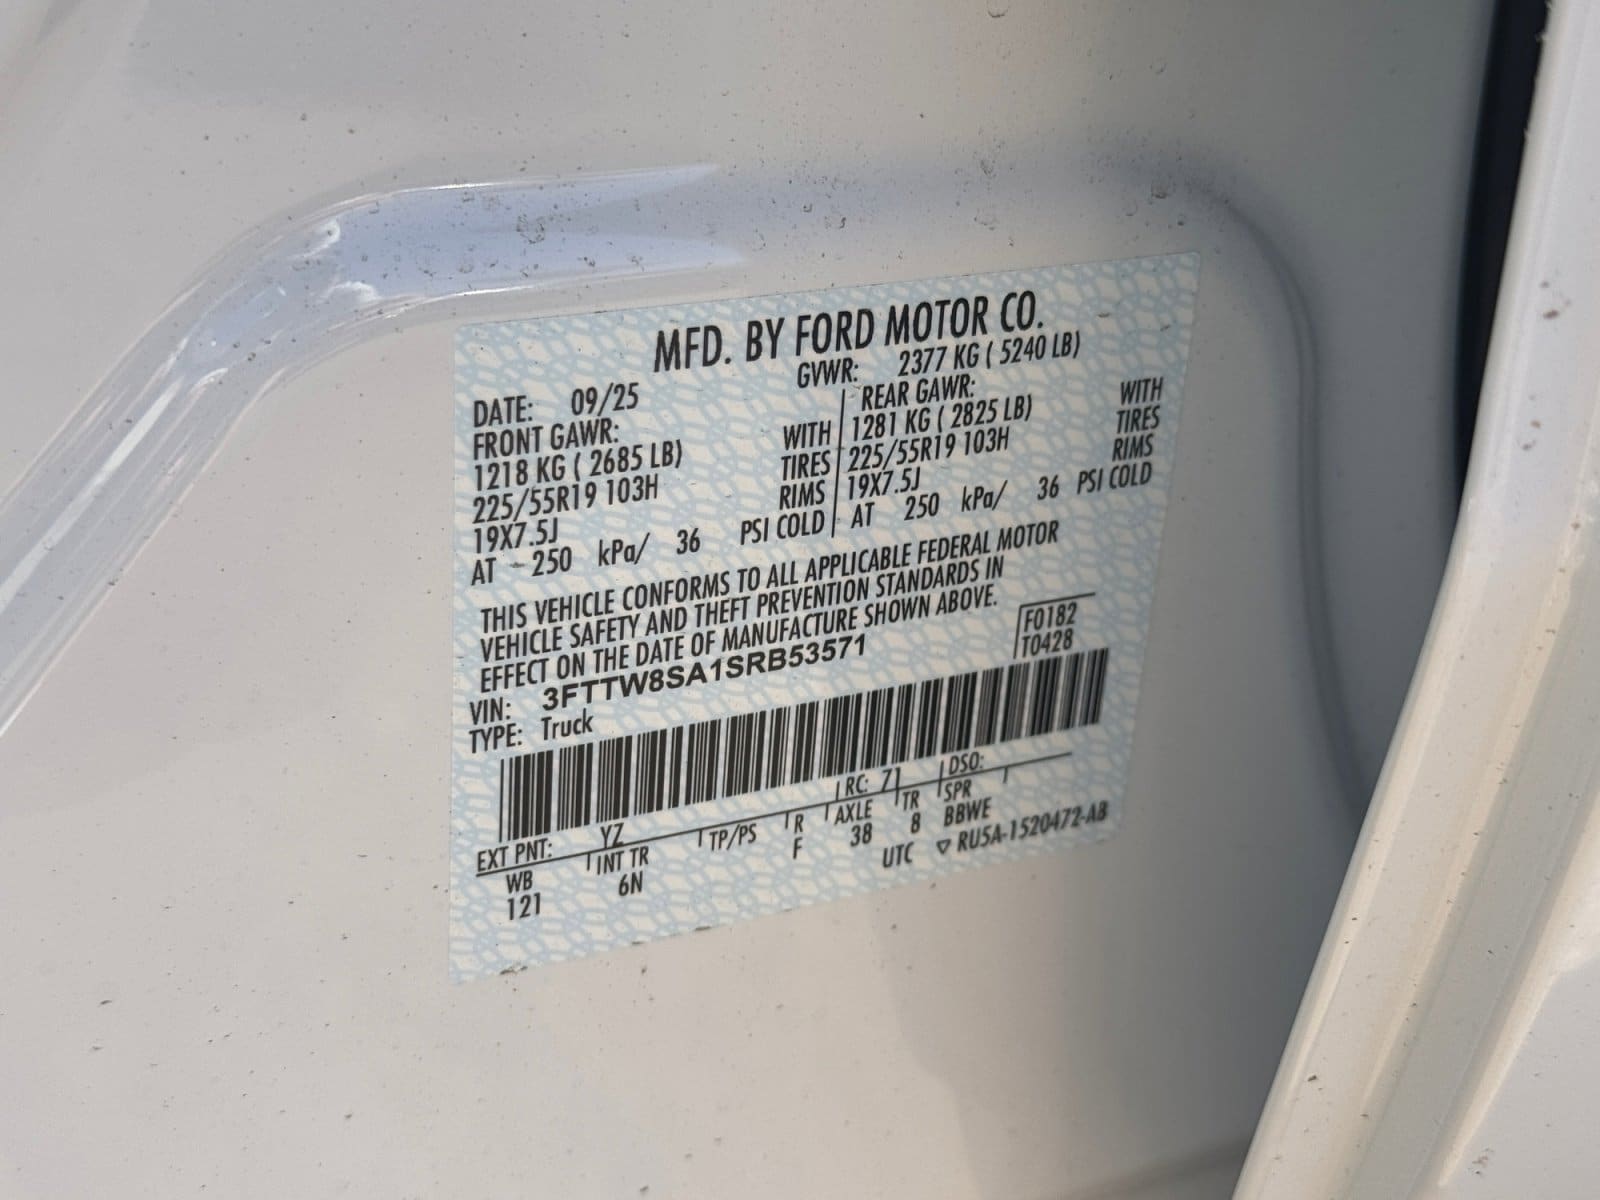 MFD. BY FORD MOTOR CO.
DATE: 09/25 GVWR: 2377 KG ( 5240 LB)
FRONT GAWR: REAR GAWR:
1218 KG ( 2685 LB) WITH 1281 KG ( 2825 LB) WITH
225/55R19 103H TIRES 225/55R19 103H TIRES
19X7.5J RIMS 19X7.5J RIMS
AT 250 kPa/ 36 PSI COLD AT 250 kPa/ 36 PSI COLD
THIS VEHICLE CONFORMS TO ALL APPLICABLE FEDERAL MOTOR
VEHICLE SAFETY AND THEFT PREVENTION STANDARDS IN
EFFECT ON THE DATE OF MANUFACTURE SHOWN ABOVE.
F0182
VIN: 3FTTW8SA1SRB53571 T0428
TYPE: Truck
EXT PNT: YZ RC: 71 DSO:
WB INT TR TP/PS R AXLE TR SPR
121 6N F 38 8 BBWE
UTC ▽ RU5A-1520472-AB